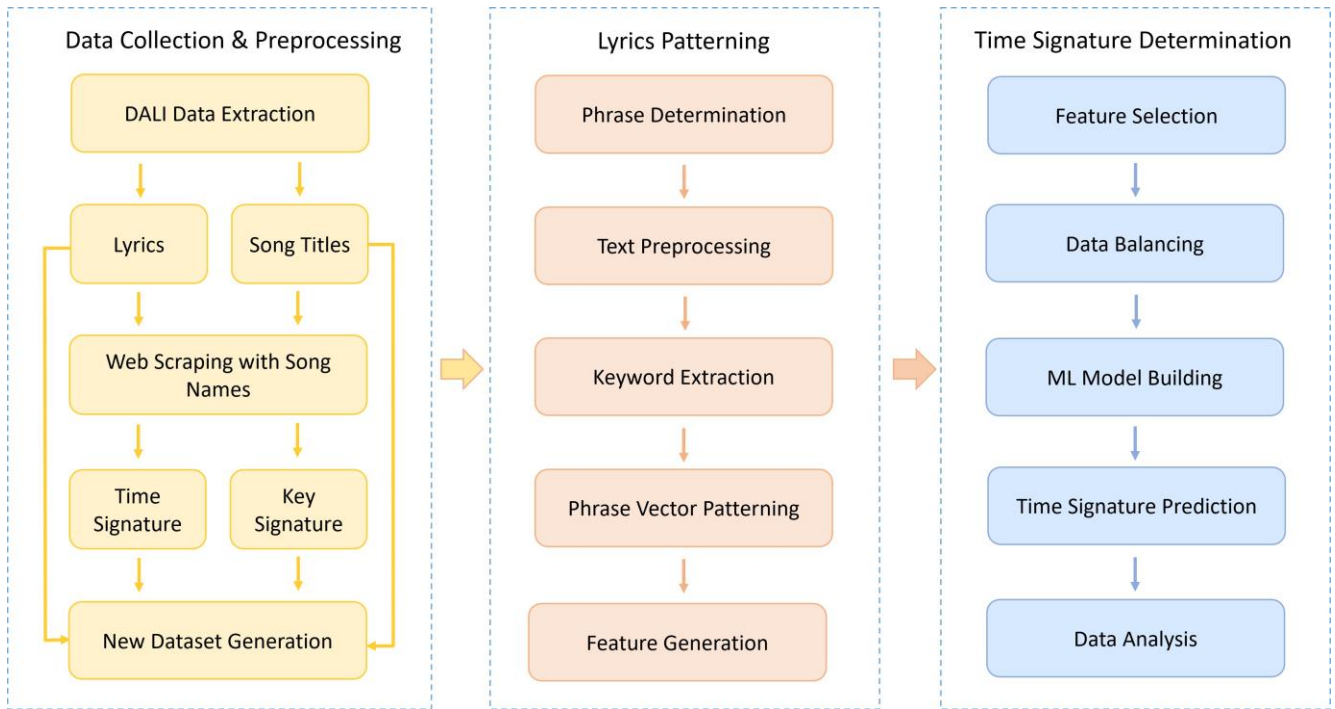 Data Collection & Preprocessing
DALI Data Extraction
Lyrics
Song Titles
Web Scraping with Song
Names
Time
Signature
Key
Signature
New Dataset Generation
Lyrics Patterning
Phrase Determination
Text Preprocessing
Keyword Extraction
Phrase Vector Patterning
Feature Generation
Time Signature Determination
Feature Selection
Data Balancing
ML Model Building
Time Signature Prediction
Data Analysis